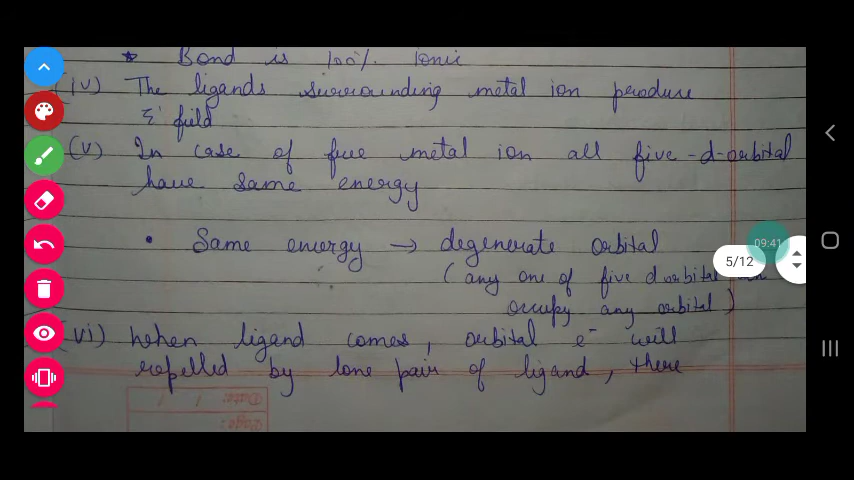 * Bond is 100% ionic
(iv) The ligands surrounding metal ion produce
field
(v) In case of free metal ion all five-d-orbital
have same energy
• Same energy → degenerate orbital
(any one of five d orbital
occupy any orbital)
(vi) When ligand comes, orbital e⁻ will
repelled by lone pair of ligand, there
Date: / /
Page:
09:41
5/12